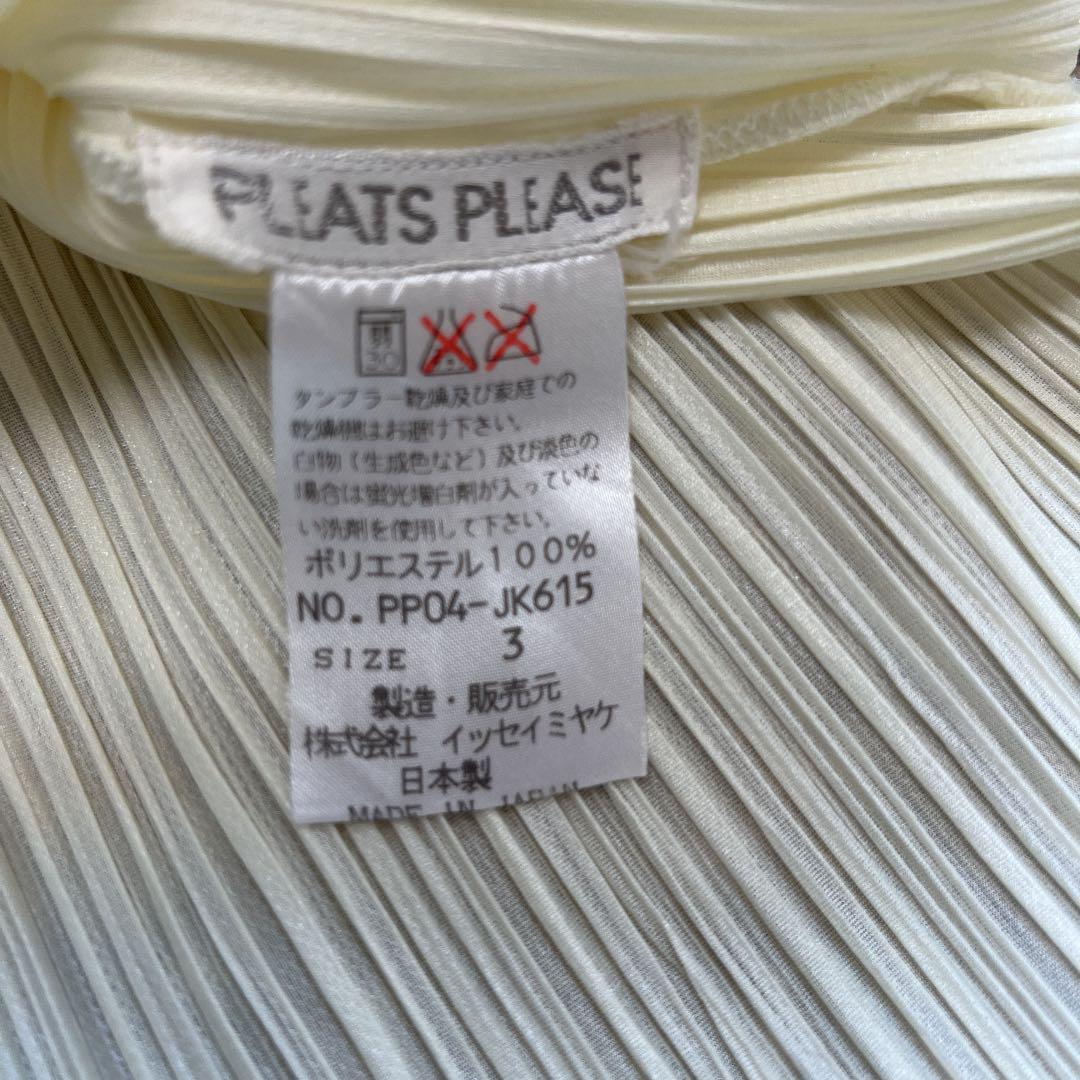 PLEATS PLEASE
弱
30
タンブラー乾燥及び家庭での
乾燥機はお避け下さい。
白物(生成色など)及び淡色の
場合は蛍光増白剤が入っていな
い洗剤を使用して下さい。
ポリエステル100%
NO. PP04-JK615
SIZE 3
製造・販売元
株式会社 イッセイミヤケ
日本製
MADE IN JAPAN